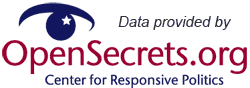 Data provided by
OpenSecrets.org
Center for Responsive Politics